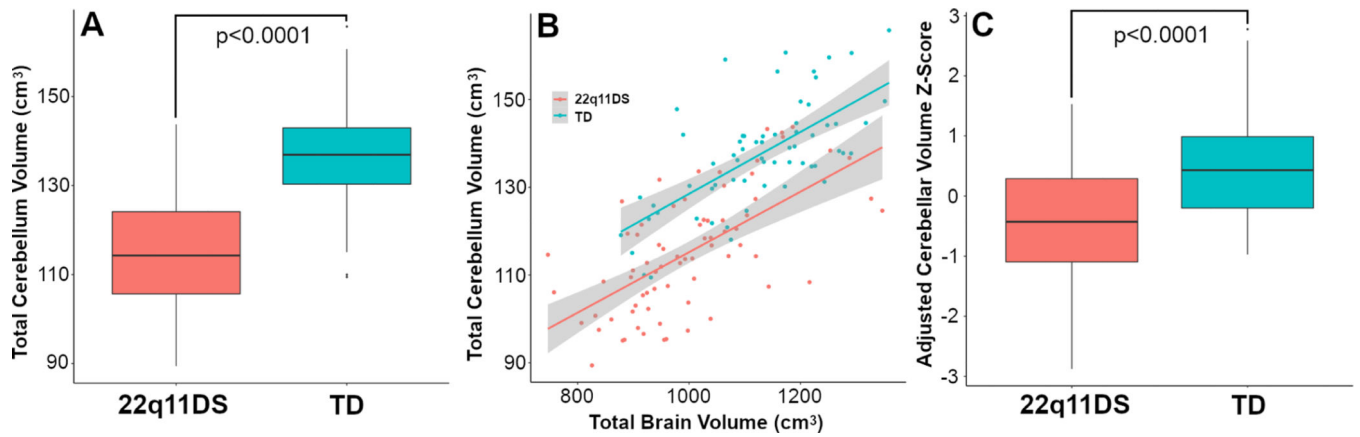 A
p<0.0001
Total Cerebellum Volume (cm³)
150
130
110
90
22q11DS
TD
B
22q11DS
TD
Total Cerebellum Volume (cm³)
150
130
110
90
800
1000
1200
Total Brain Volume (cm³)
C
p<0.0001
Adjusted Cerebellar Volume Z-Score
3
2
1
0
-1
-2
-3
22q11DS
TD